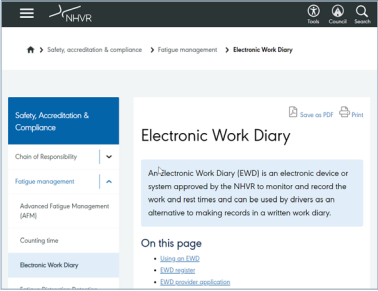 NHVR
Tools Council Search
Safety, accreditation & compliance Fatigue management Electronic Work Diary
Safety, Accreditation &
Compliance
Chain of Responsibility
Fatigue management
Advanced Fatigue Management
(AFM)
Counting time
Electronic Work Diary
Save as PDF Print
Electronic Work Diary
An Electronic Work Diary (EWD) is an electronic device or
system approved by the NHVR to monitor and record the
work and rest times and can be used by drivers as an
alternative to making records in a written work diary.
On this page
Using an EWD
EWD register
EWD provider application